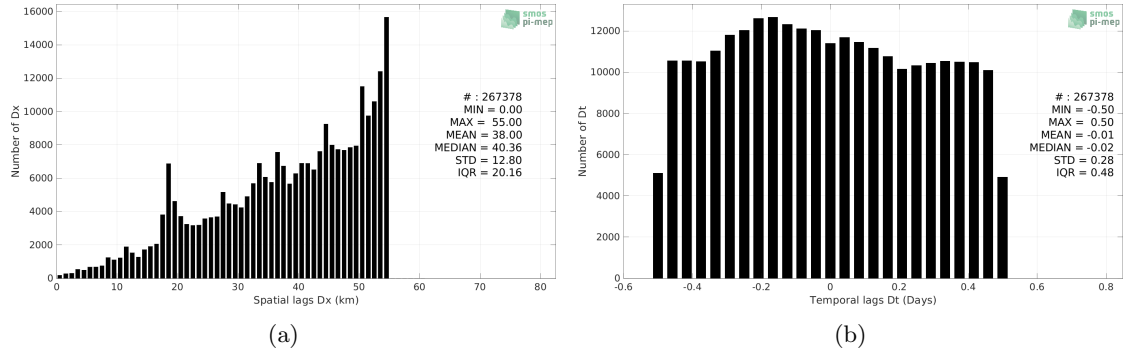 16000
14000
12000
10000
8000
6000
4000
2000
0
Number of Dx
0
10
20
30
40
50
60
70
80
Spatial lags Dx (km)
smos
pi-mep
# : 267378
MIN = 0.00
MAX = 55.00
MEAN = 38.00
MEDIAN = 40.36
STD = 12.80
IQR = 20.16
(a)
12000
10000
8000
6000
4000
2000
0
Number of Dt
-0.6
-0.4
-0.2
0
0.2
0.4
0.6
0.8
Temporal lags Dt (Days)
smos
pi-mep
# : 267378
MIN = -0.50
MAX = 0.50
MEAN = -0.01
MEDIAN = -0.02
STD = 0.28
IQR = 0.48
(b)